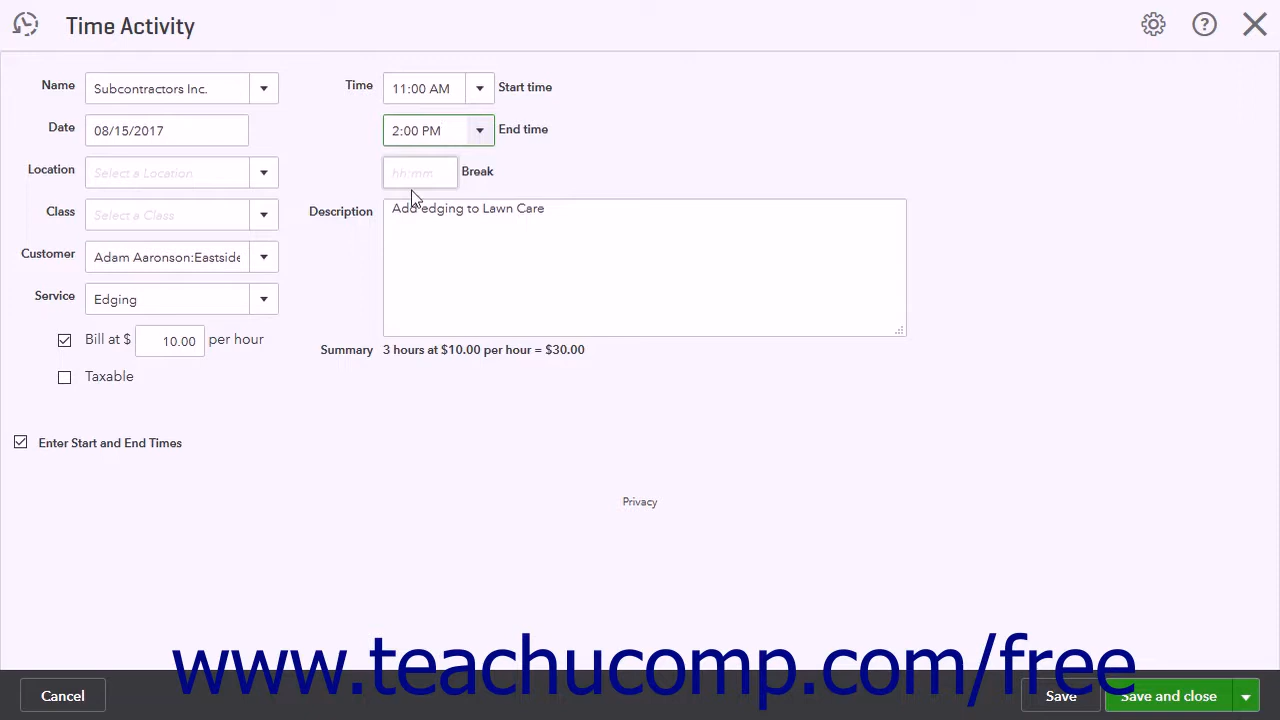 Time Activity
Name Subcontractors Inc. Time 11:00 AM Start time
Date 08/15/2017 2:00 PM End time
Location Select a Location hh:mm Break
Class Select a Class Description Add edging to Lawn Care
Customer Adam Aaronson:Eastside
Service Edging
Bill at $ 10.00 per hour Summary 3 hours at $10.00 per hour = $30.00
Taxable
Enter Start and End Times
Privacy
www.teachucomp.com/free
Cancel Save Save and close